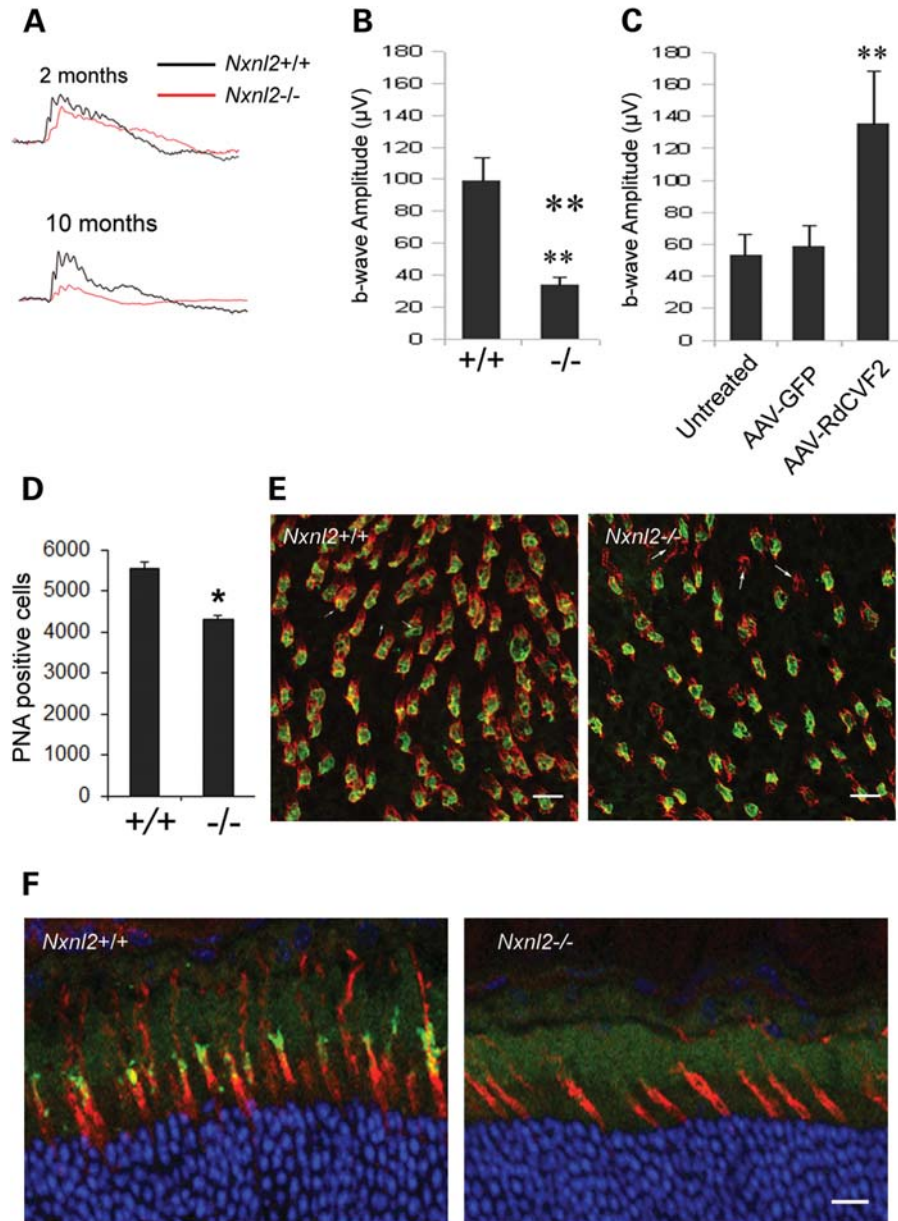 A
2 months
Nxnl2+/+
Nxnl2-/-
10 months
B
b-wave Amplitude (µV)
180
160
140
120
100
80
60
40
20
0
**
**
+/+
-/-
C
b-wave Amplitude (µV)
180
160
140
120
100
80
60
40
20
0
**
Untreated
AAV-GFP
AAV-RdCVF2
D
PNA positive cells
6000
5000
4000
3000
2000
1000
0
*
+/+
-/-
E
Nxnl2+/+
Nxnl2-/-
F
Nxnl2+/+
Nxnl2-/-